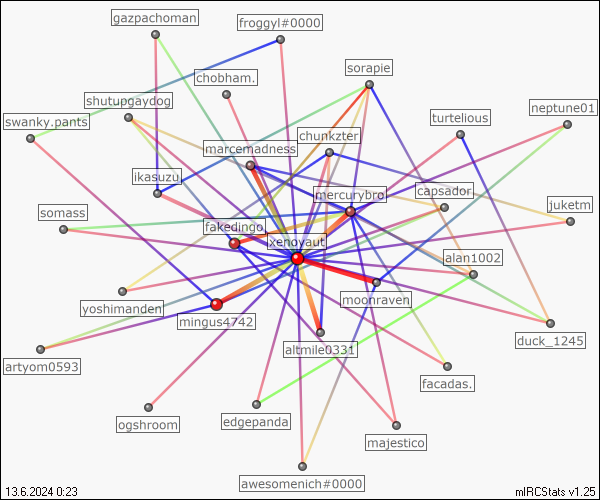 gazpachoman
froggyl#0000
sorapie
chobham.
shutupgaydog
neptune01
turtelious
swanky.pants
chunkzter
marcemadness
ikasuzu
mercurybro
capsador
juketm
somass
fakedingo
xenoyaut
alan1002
moonraven
yoshimanden
mingus4742
duck_1245
altmile0331
artyom0593
facadas.
ogshroom
edgepanda
majestico
awesomenich#0000
13.6.2024 0:23
mIRCStats v1.25